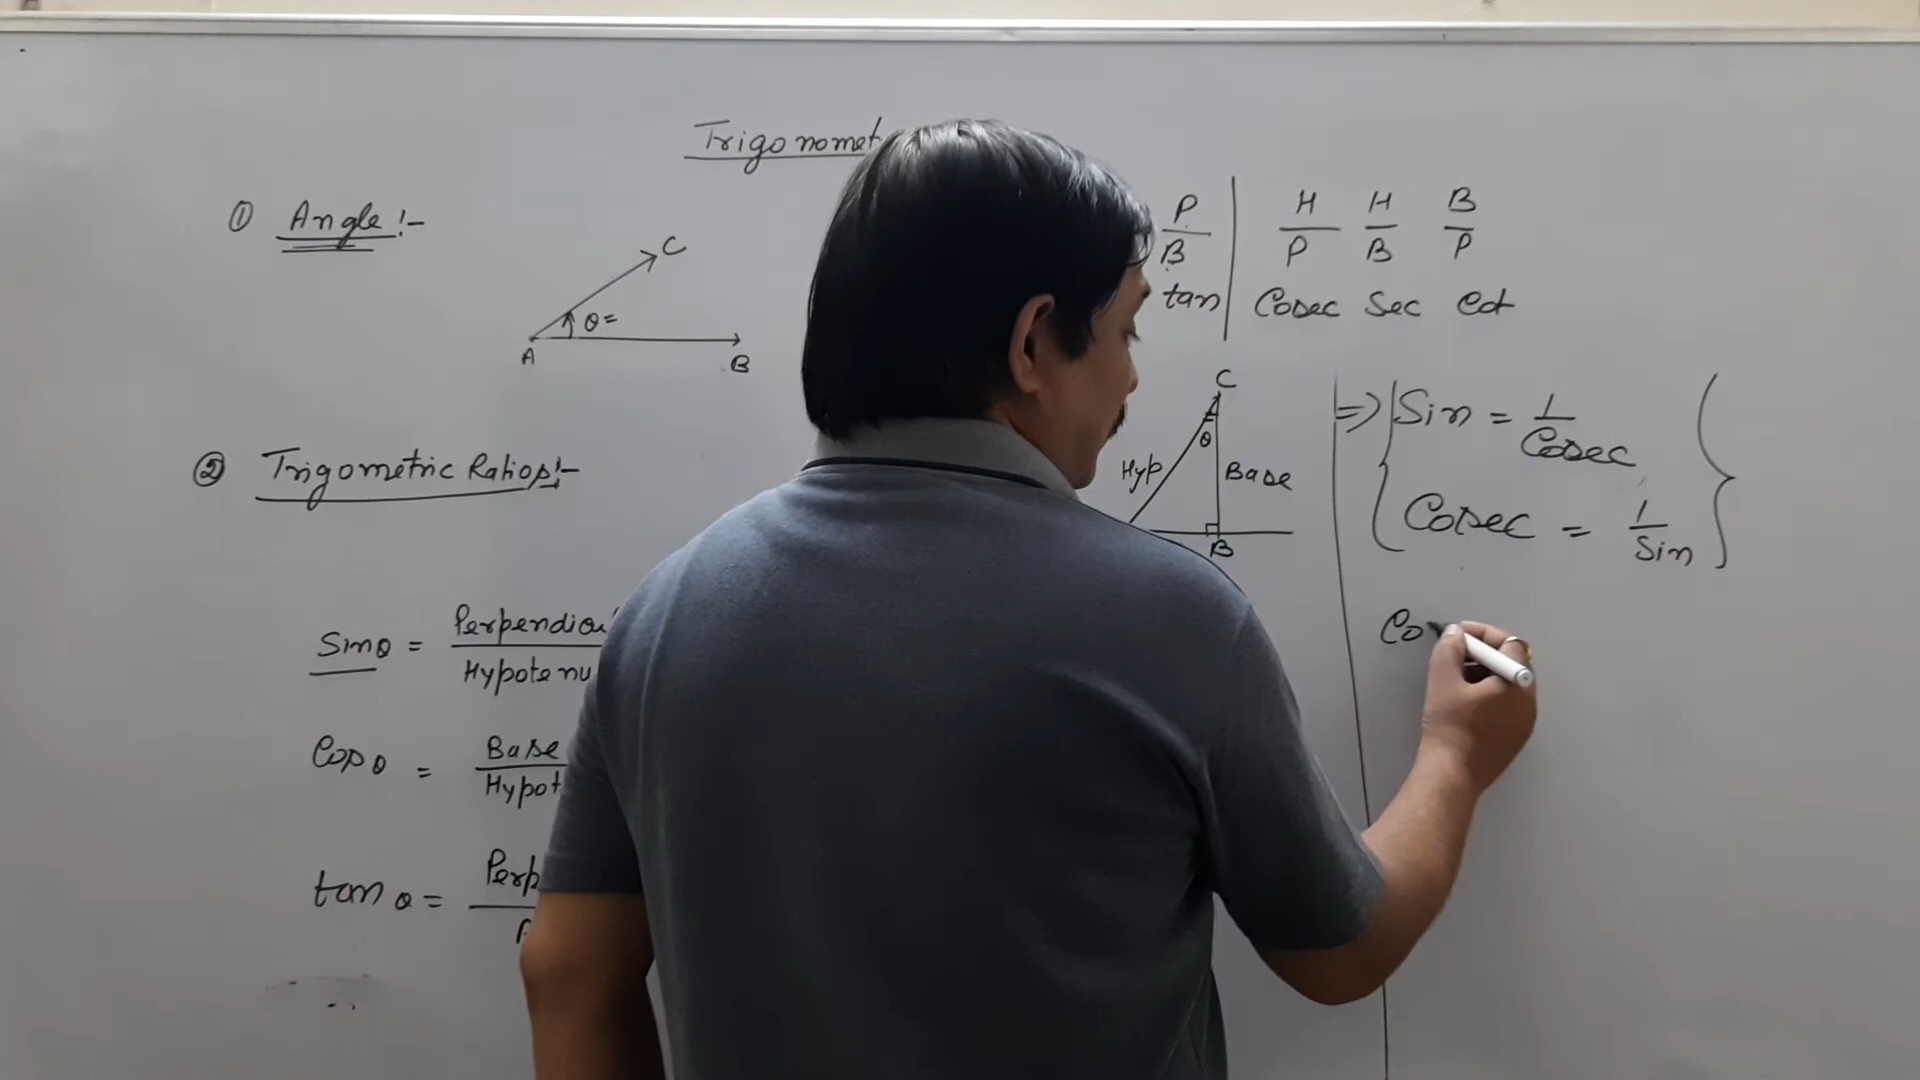 Trigonomet
① Angle :-
C
θ=
A
B
② Trigometric Ratios :-
Sinθ = Perpendicu
Hypotenu
Cosθ = Base
Hypot
tanθ = Perp
P H H B
B P B P
tan Cosec Sec Cot
C
θ
Hyp Base
B
=> Sin = 1
Cosec
Cosec = 1
Sin
Co